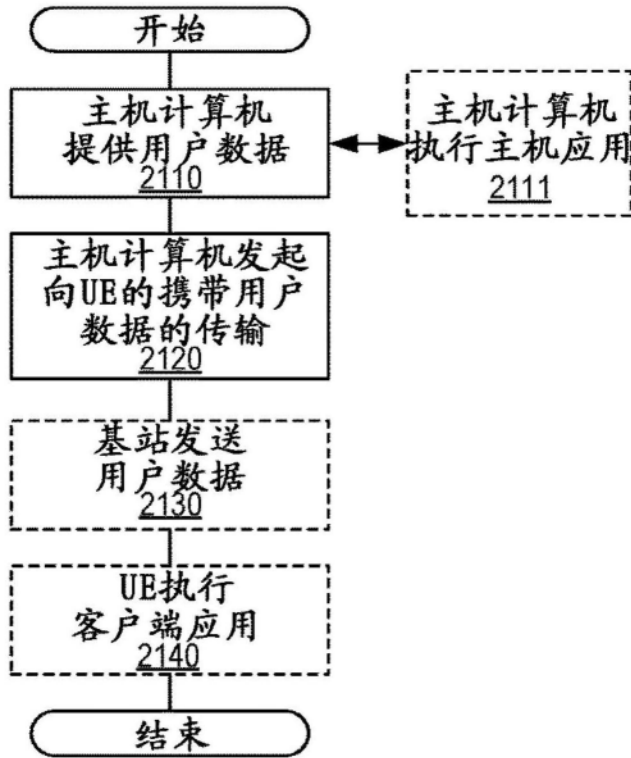 开始
主机计算机
提供用户数据
2110
主机计算机
执行主机应用
2111
主机计算机发起
向UE的携带用户
数据的传输
2120
基站发送
用户数据
2130
UE执行
客户端应用
2140
结束